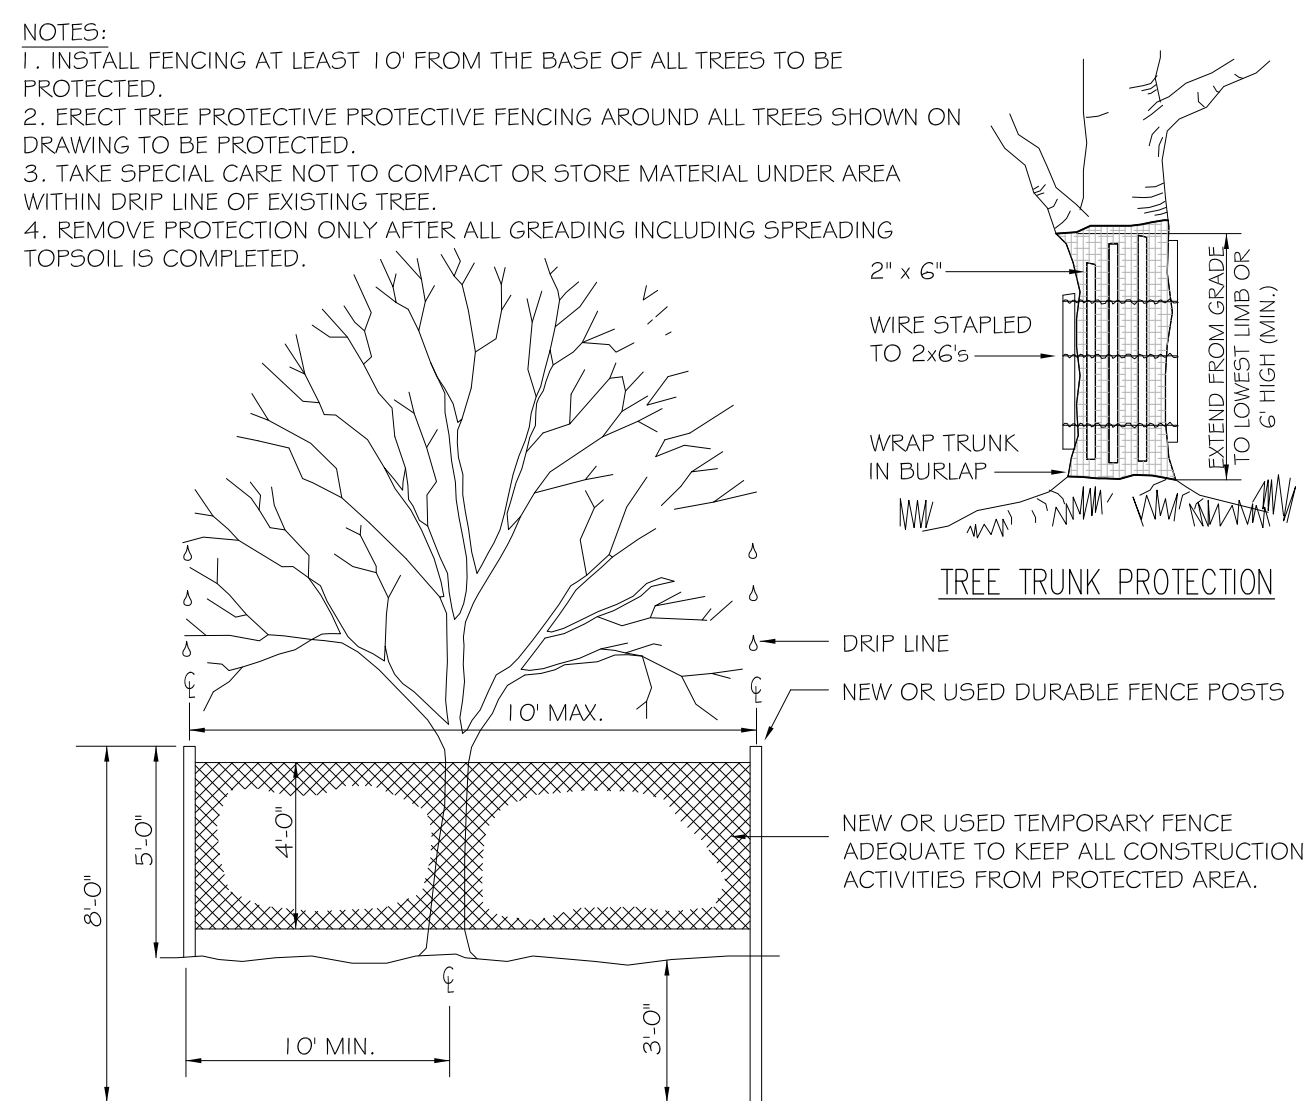 NOTES:
1. INSTALL FENCING AT LEAST 10' FROM THE BASE OF ALL TREES TO BE
PROTECTED.
2. ERECT TREE PROTECTIVE PROTECTIVE FENCING AROUND ALL TREES SHOWN ON
DRAWING TO BE PROTECTED.
3. TAKE SPECIAL CARE NOT TO COMPACT OR STORE MATERIAL UNDER AREA
WITHIN DRIP LINE OF EXISTING TREE.
4. REMOVE PROTECTION ONLY AFTER ALL GREADING INCLUDING SPREADING
TOPSOIL IS COMPLETED.
2" x 6"
WIRE STAPLED
TO 2x6's
WRAP TRUNK
IN BURLAP
EXTEND FROM GRADE
TO LOWEST LIMB OR
6' HIGH (MIN.)
TREE TRUNK PROTECTION
DRIP LINE
NEW OR USED DURABLE FENCE POSTS
℄
℄
10' MAX.
NEW OR USED TEMPORARY FENCE
ADEQUATE TO KEEP ALL CONSTRUCTION
ACTIVITIES FROM PROTECTED AREA.
4'-0"
5'-0"
8'-0"
℄
10' MIN.
3'-0"